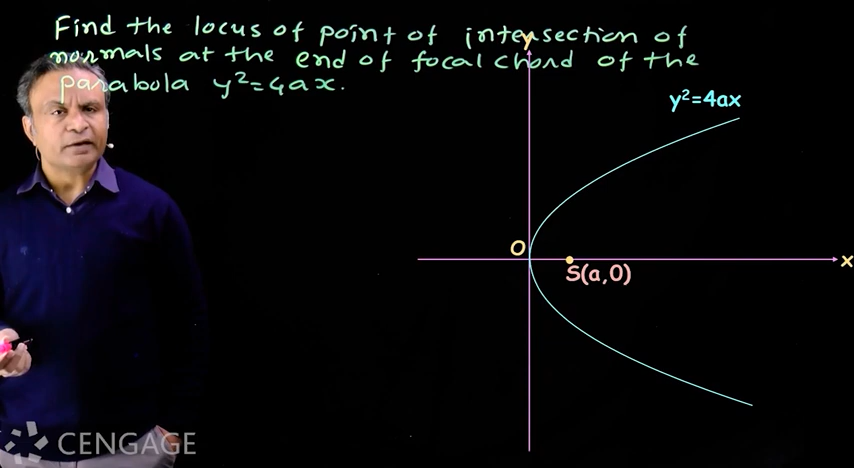 Find the locus of point of intersection of
normals at the end of focal chord of the
parabola y²=4ax.
y
y²=4ax
O
S(a,0)
x
CENGAGE